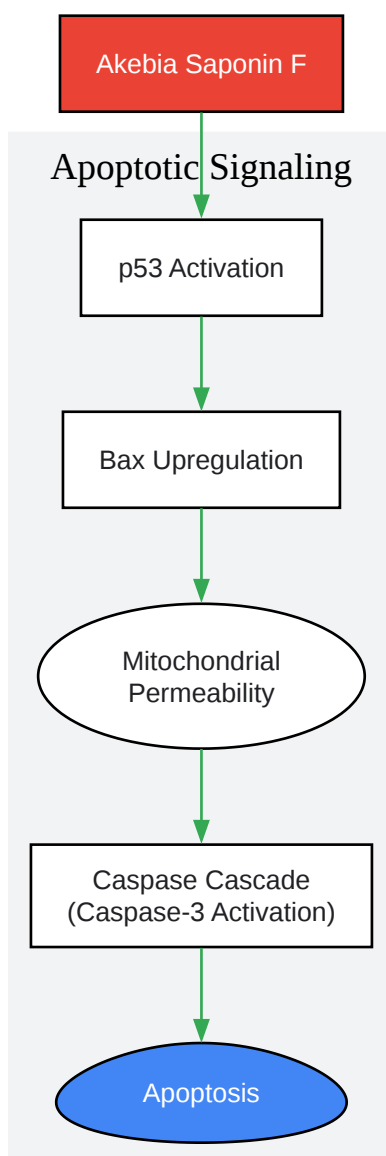 Akebia Saponin F
Apoptotic Signaling
p53 Activation
Bax Upregulation
Mitochondrial
Permeability
Caspase Cascade
(Caspase-3 Activation)
Apoptosis